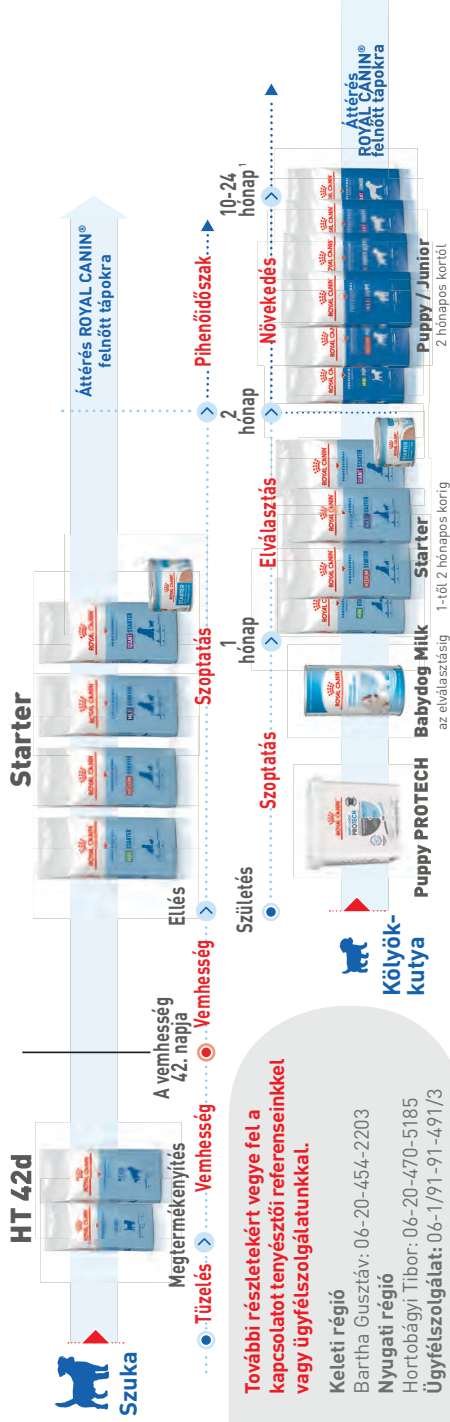 HT 42d
Starter
Szuka
Áttérés ROYAL CANIN®
felnőtt tápokra
Megtermékenyítés
A vemhesség
42. napja
Ellés
Tüzelés
Vemhesség
Vemhesség
Szoptatás
Pihenőidőszak
Születés
1
hónap
2
hónap
10-24
hónap 1
Szoptatás
Elválasztás
Növekedés
Kölyök-
kutya
Áttérés
ROYAL CANIN®
felnőtt tápokra
Puppy PROTECH
Babydog Milk
az elválasztásig
Starter
1-től 2 hónapos korig
Puppy / Junior
2 hónapos kortól
További részletekért vegye fel a
kapcsolatot tenyésztői referenseinkkel
vagy ügyfélszolgálatunkkal.
Keleti régió
Bartha Gusztáv: 06-20-454-2203
Nyugati régió
Hortobágyi Tibor: 06-20-470-5185
Ügyfélszolgálat: 06-1/91-91-491/3